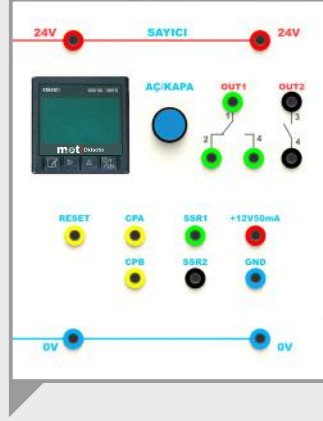 24V SAYICI 24V
AÇ/KAPA OUT1 OUT2
met Didactic
1 3
2 4 4
RESET CPA SSR1 +12V50mA
CPB SSR2 GND
0V 0V